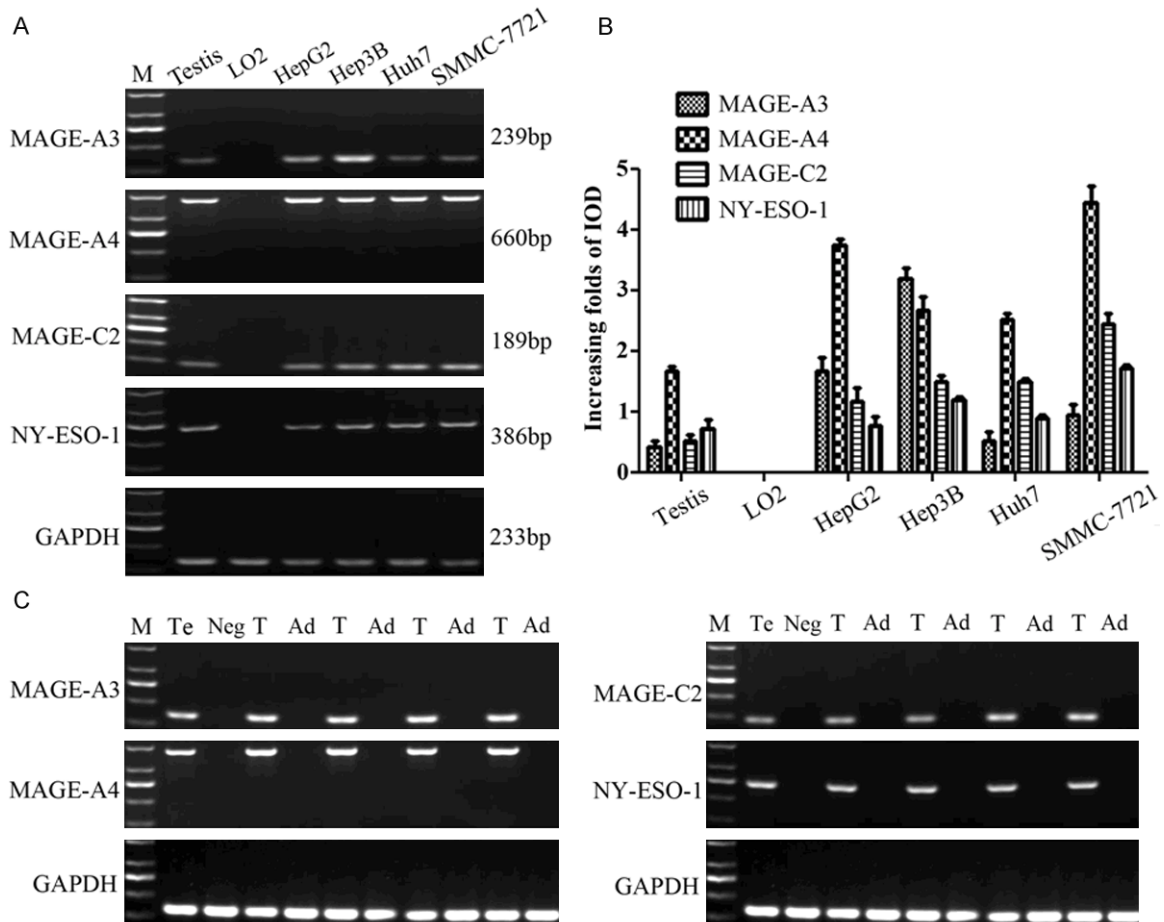 A
M Testis LO2 HepG2 Hep3B Huh7 SMMC-7721
MAGE-A3 239bp
MAGE-A4 660bp
MAGE-C2 189bp
NY-ESO-1 386bp
GAPDH 233bp
B
MAGE-A3
MAGE-A4
MAGE-C2
NY-ESO-1
Increasing folds of IOD
5
4
3
2
1
0
Testis LO2 HepG2 Hep3B Huh7 SMMC-7721
C
M Te Neg T Ad T Ad T Ad T Ad
MAGE-A3
MAGE-A4
GAPDH
M Te Neg T Ad T Ad T Ad T Ad
MAGE-C2
NY-ESO-1
GAPDH